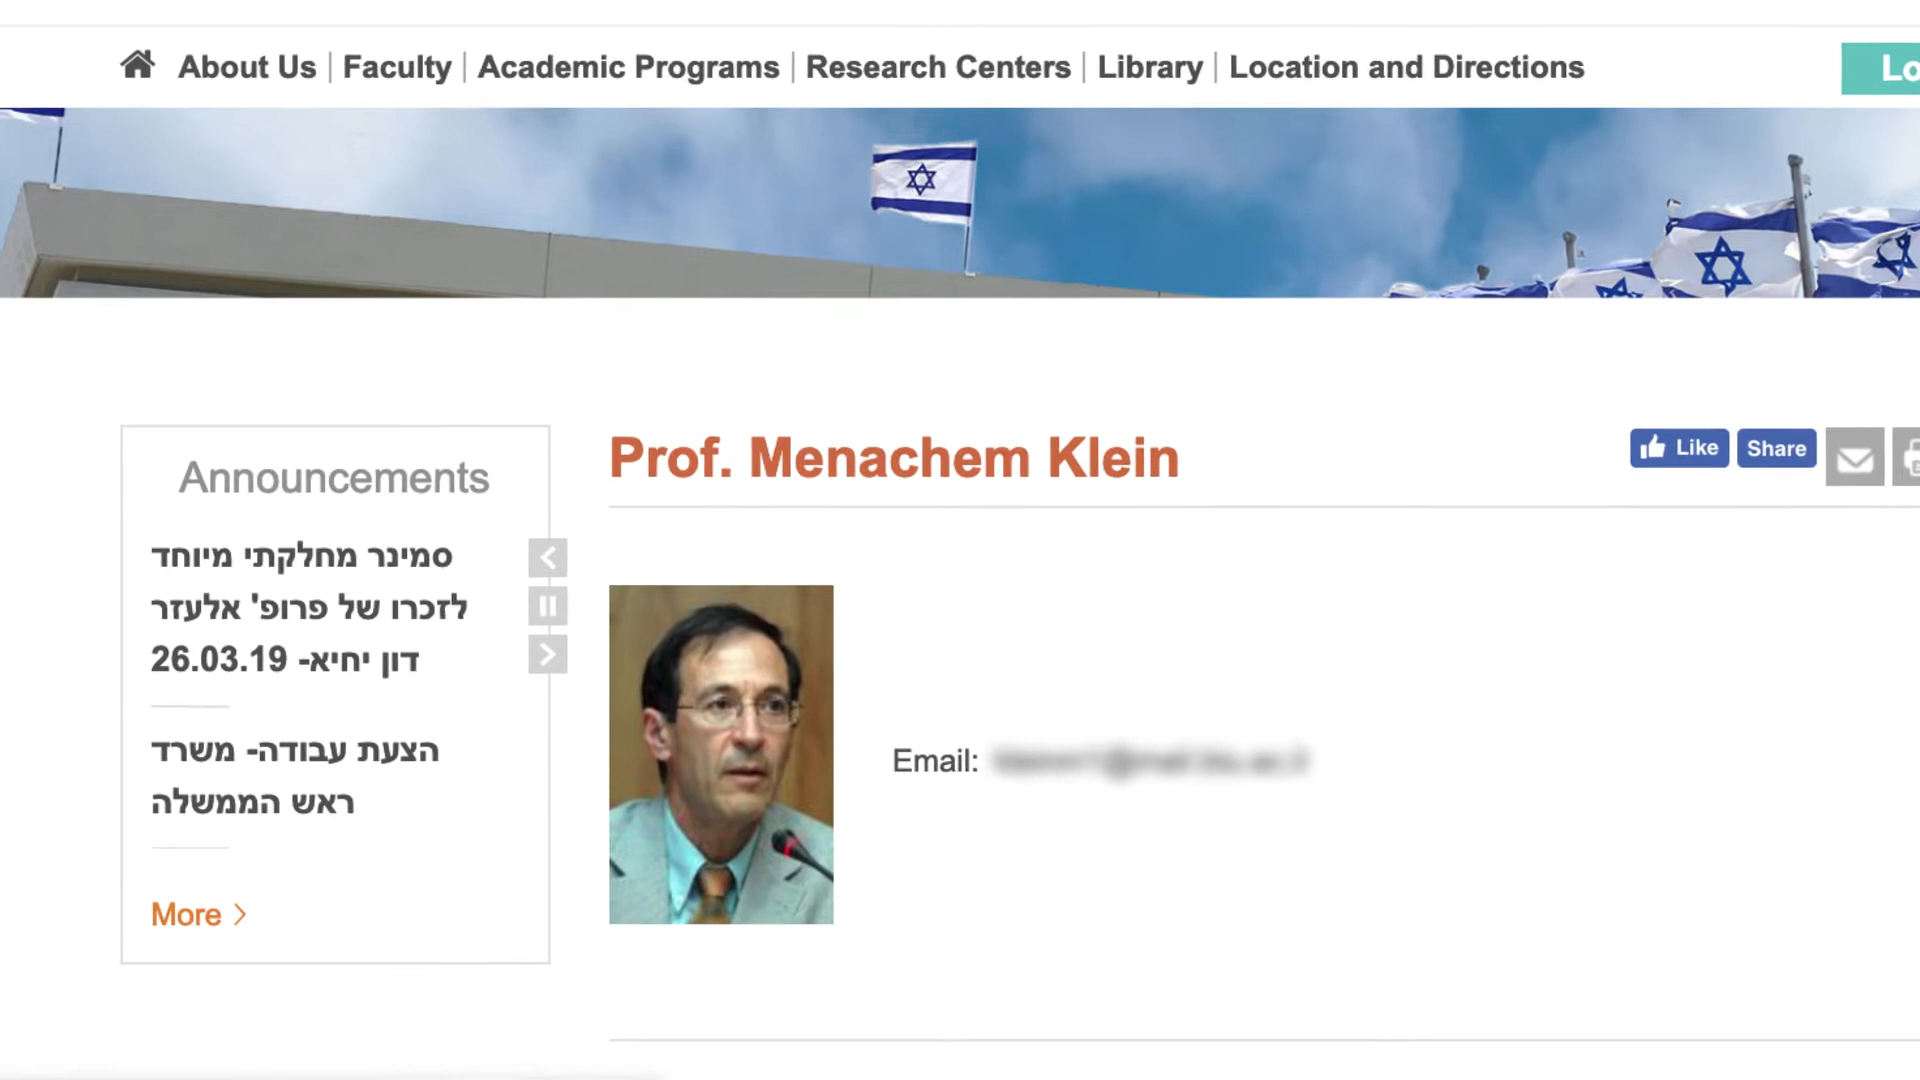 About Us | Faculty | Academic Programs | Research Centers | Library | Location and Directions
Lo
Announcements
סמינר מחלקתי מיוחד
לזכרו של פרופ' אלעזר
דון יחיא- 26.03.19
הצעת עבודה- משרד
ראש הממשלה
More >
Prof. Menachem Klein
Like
Share
Email: